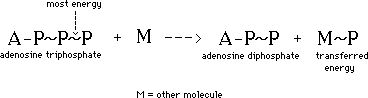 most energy
A-P~P~P + M ---> A-P~P + M~P
adenosine triphosphate adenosine diphosphate transferred
energy
M = other molecule